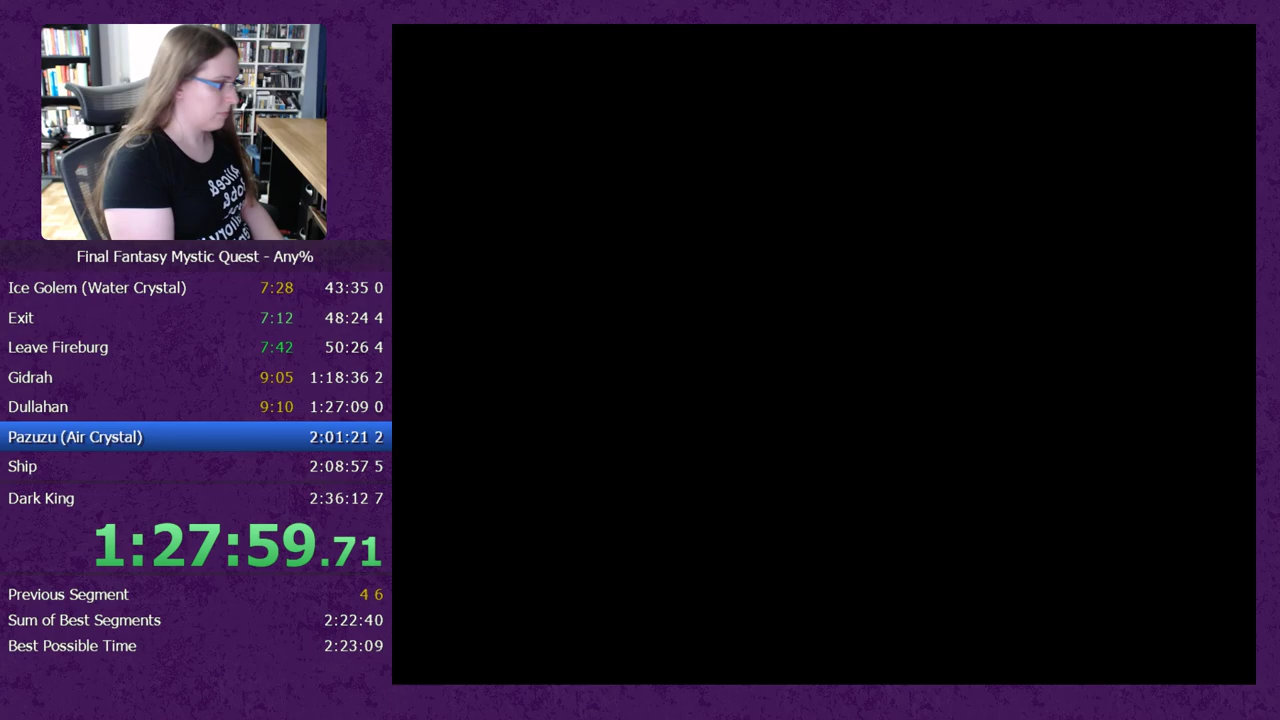 Final Fantasy Mystic Quest - Any%
Ice Golem (Water Crystal) 7:28 43:35 0
Exit 7:12 48:24 4
Leave Fireburg 7:42 50:26 4
Gidrah 9:05 1:18:36 2
Dullahan 9:10 1:27:09 0
Pazuzu (Air Crystal) 2:01:21 2
Ship 2:08:57 5
Dark King 2:36:12 7
1:27:59.71
Previous Segment 4 6
Sum of Best Segments 2:22:40
Best Possible Time 2:23:09